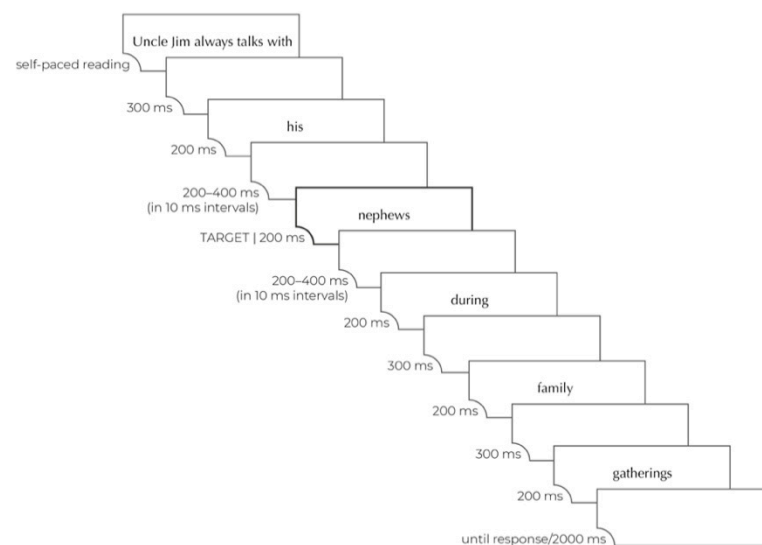 Uncle Jim always talks with
self-paced reading
300 ms
his
200 ms
200–400 ms
(in 10 ms intervals)
nephews
TARGET | 200 ms
200–400 ms
(in 10 ms intervals)
during
200 ms
300 ms
family
200 ms
300 ms
gatherings
200 ms
until response/2000 ms